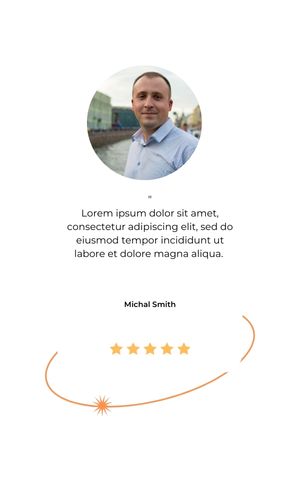 "
Lorem ipsum dolor sit amet,
consectetur adipiscing elit, sed do
eiusmod tempor incididunt ut
labore et dolore magna aliqua.
Michal Smith